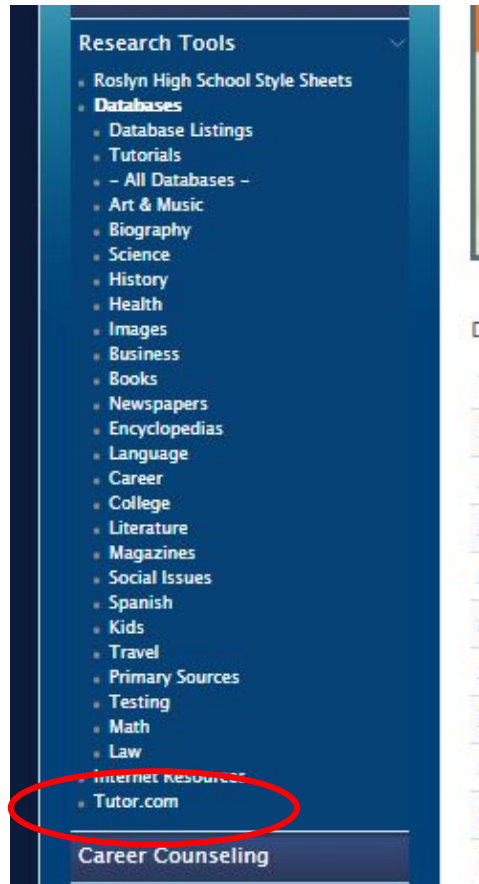 Research Tools
Roslyn High School Style Sheets
Databases
Database Listings
Tutorials
– All Databases –
Art & Music
Biography
Science
History
Health
Images
Business
Books
Newspapers
Encyclopedias
Language
Career
College
Literature
Magazines
Social Issues
Spanish
Kids
Travel
Primary Sources
Testing
Math
Law
Internet Resources
Tutor.com
Career Counseling